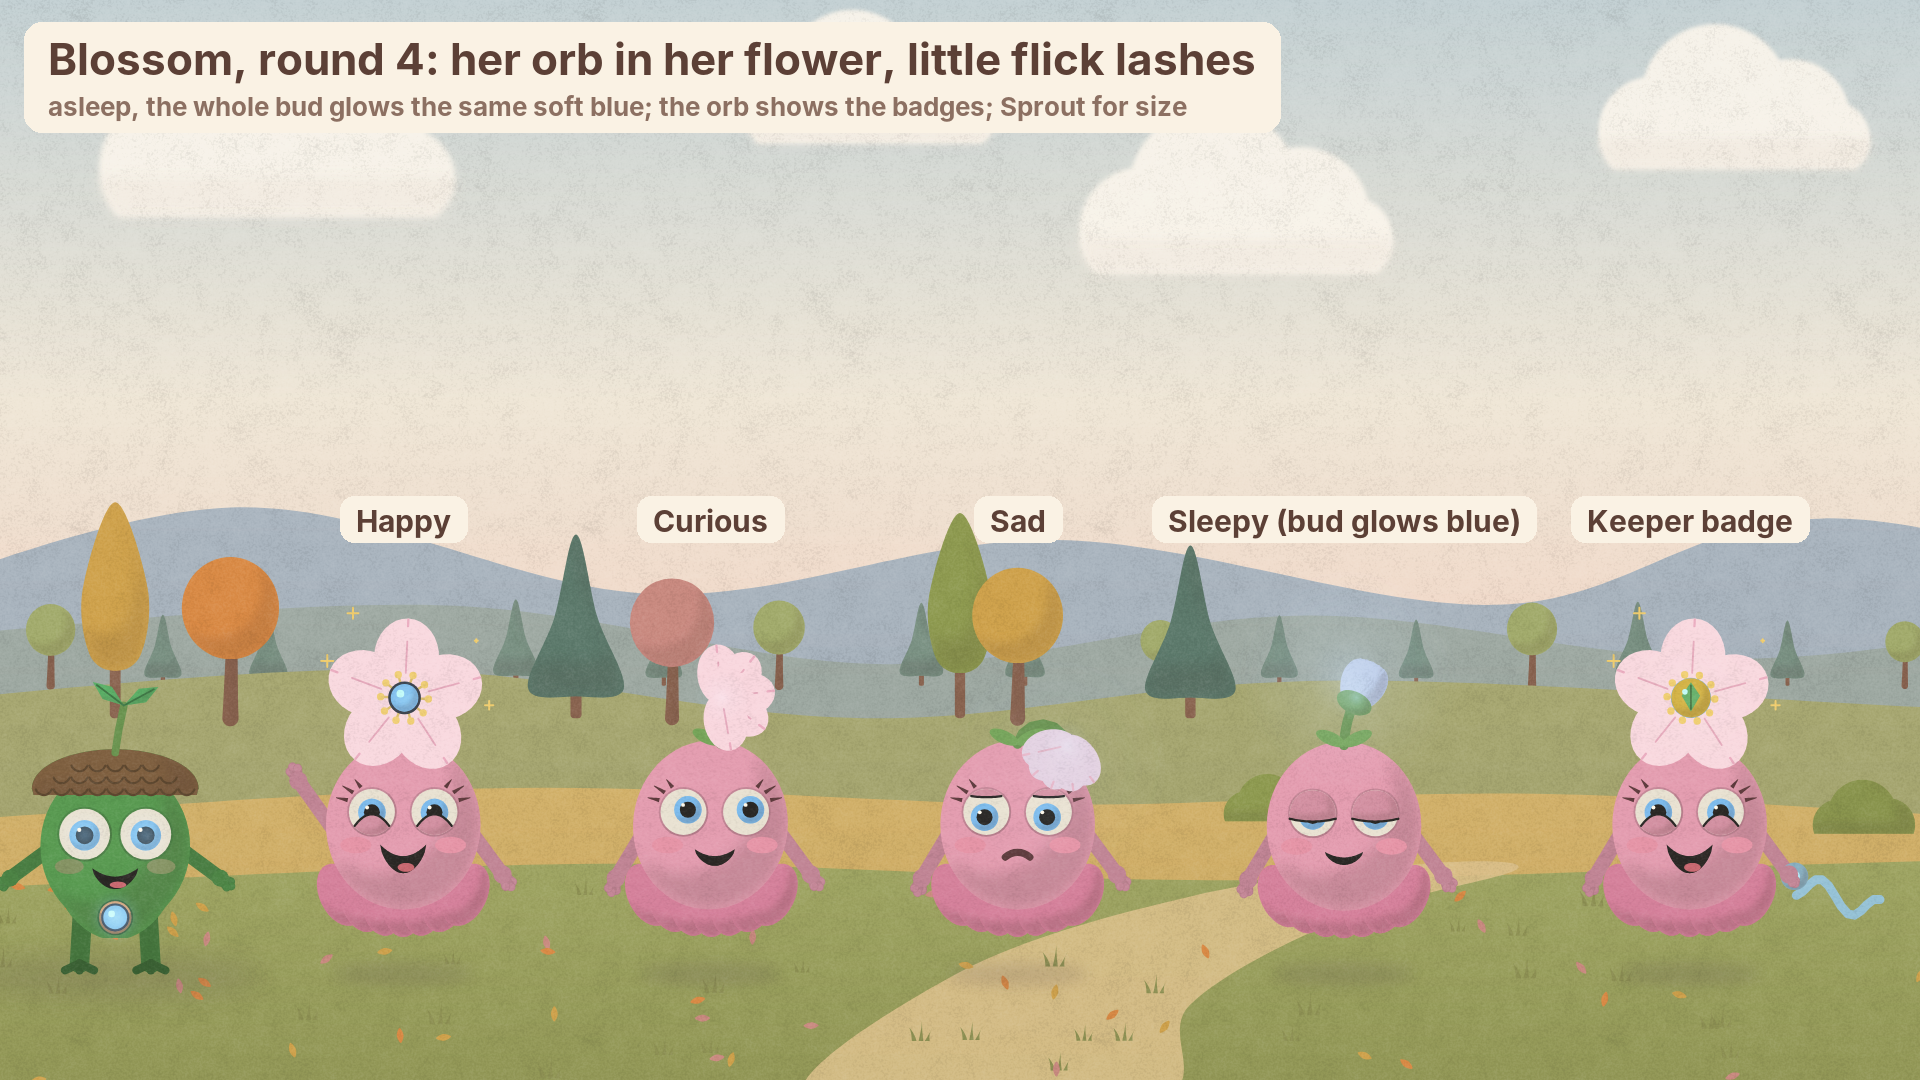 Blossom, round 4: her orb in her flower, little flick lashes
asleep, the whole bud glows the same soft blue; the orb shows the badges; Sprout for size
Happy
Curious
Sad
Sleepy (bud glows blue)
Keeper badge